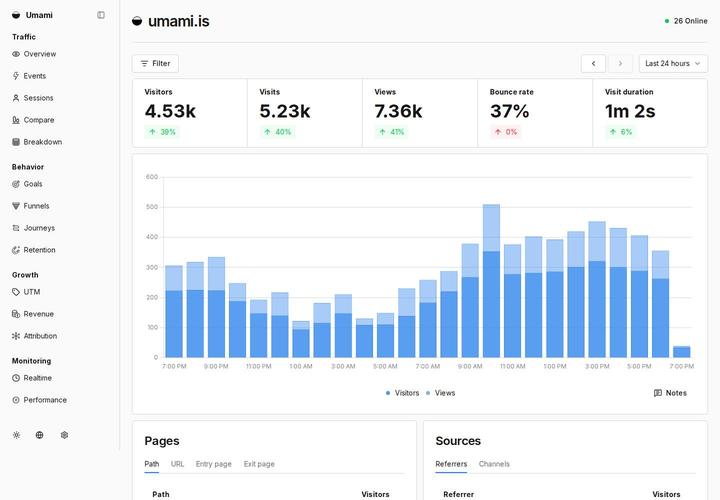 Umami
Traffic
Overview
Events
Sessions
Compare
Breakdown
Behavior
Goals
Funnels
Journeys
Retention
Growth
UTM
Revenue
Attribution
Monitoring
Realtime
Performance
umami.is
26 Online
Filter
Last 24 hours
Visitors
4.53k
39%
Visits
5.23k
40%
Views
7.36k
41%
Bounce rate
37%
0%
Visit duration
1m 2s
6%
600
500
400
300
200
100
0
7:00 PM 9:00 PM 11:00 PM 1:00 AM 3:00 AM 5:00 AM 7:00 AM 9:00 AM 11:00 AM 1:00 PM 3:00 PM 5:00 PM 7:00 PM
Visitors Views
Notes
Pages
Path URL Entry page Exit page
Path Visitors
Sources
Referrers Channels
Referrer Visitors